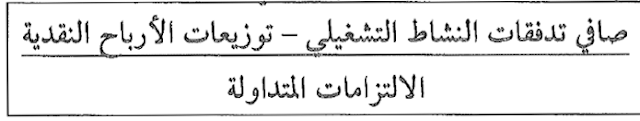 صافي تدفقات النشاط التشغيلي – توزيعات الأرباح النقدية
الالتزامات المتداولة